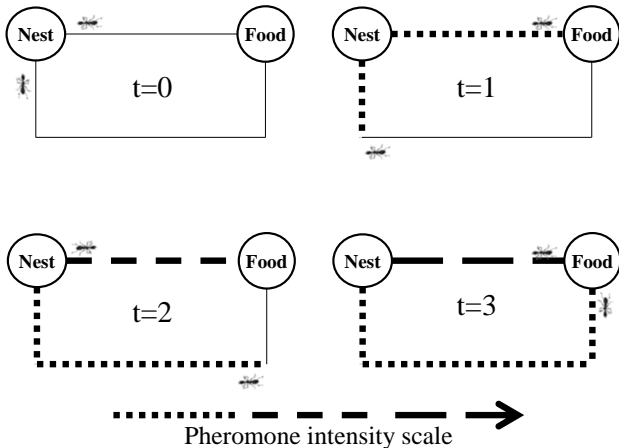 Nest Food
t=0
Nest Food
t=1
Nest Food
t=2
Nest Food
t=3
Pheromone intensity scale